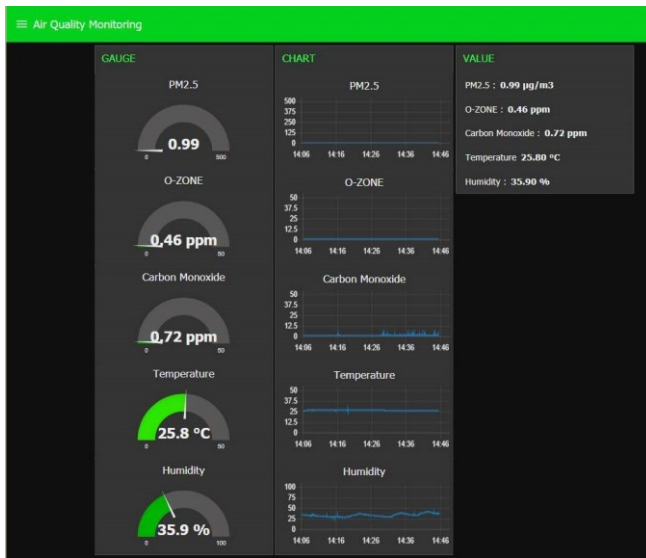 Air Quality Monitoring
GAUGE
PM2.5
0.99
0 500
O-ZONE
0.46 ppm
0 50
Carbon Monoxide
0.72 ppm
0 50
Temperature
25.8 °C
0 50
Humidity
35.9 %
0 100
CHART
PM2.5
500
375
250
125
0
14:06 14:16 14:26 14:36 14:46
O-ZONE
50
37.5
25
12.5
0
14:06 14:16 14:26 14:36 14:46
Carbon Monoxide
50
37.5
25
12.5
0
14:06 14:16 14:26 14:36 14:46
Temperature
50
37.5
25
12.5
0
14:06 14:16 14:26 14:36 14:46
Humidity
100
75
50
25
0
14:06 14:16 14:26 14:36 14:46
VALUE
PM2.5 : 0.99 µg/m3
O-ZONE : 0.46 ppm
Carbon Monoxide : 0.72 ppm
Temperature 25.80 ºC
Humidity : 35.90 %